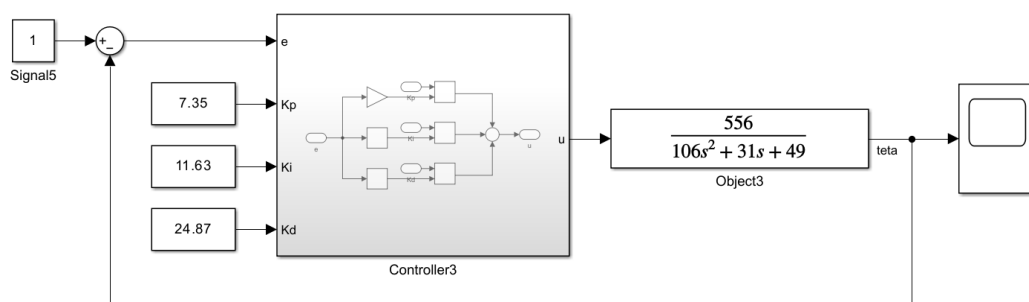 1
Signal5
+
−
e
7.35
Kp
11.63
Ki
24.87
Kd
e
Kp
Ki
Kd
u
u
Controller3
556
106s² + 31s + 49
Object3
teta